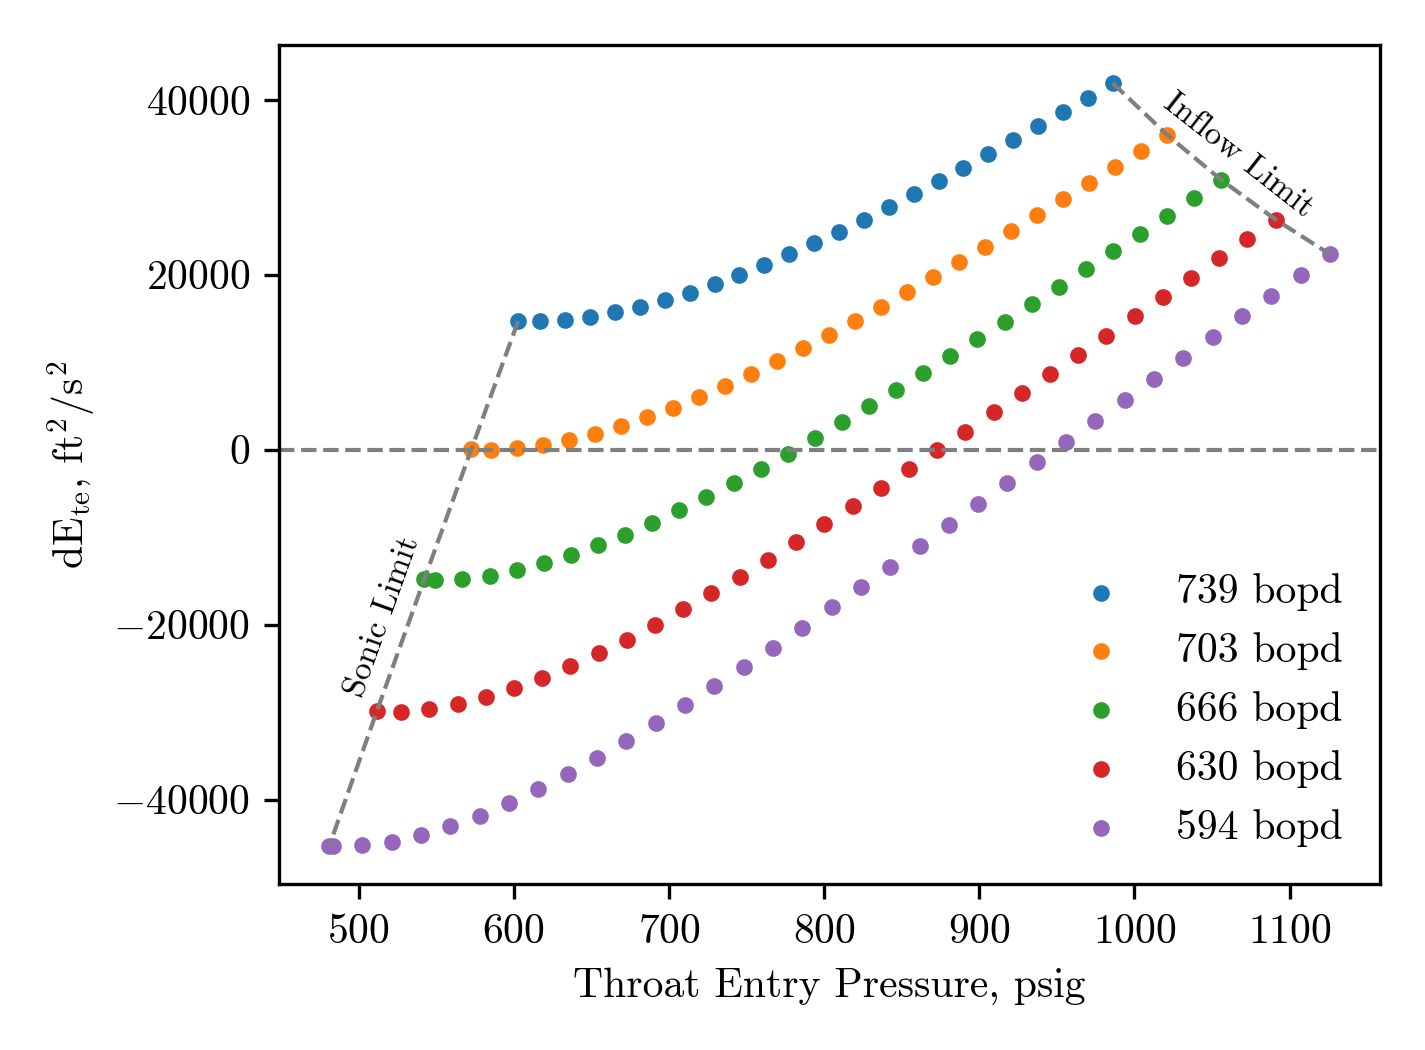 40000
20000
0
−20000
−40000
dE_te, ft²/s²
Inflow Limit
Sonic Limit
739 bopd
703 bopd
666 bopd
630 bopd
594 bopd
500 600 700 800 900 1000 1100
Throat Entry Pressure, psig